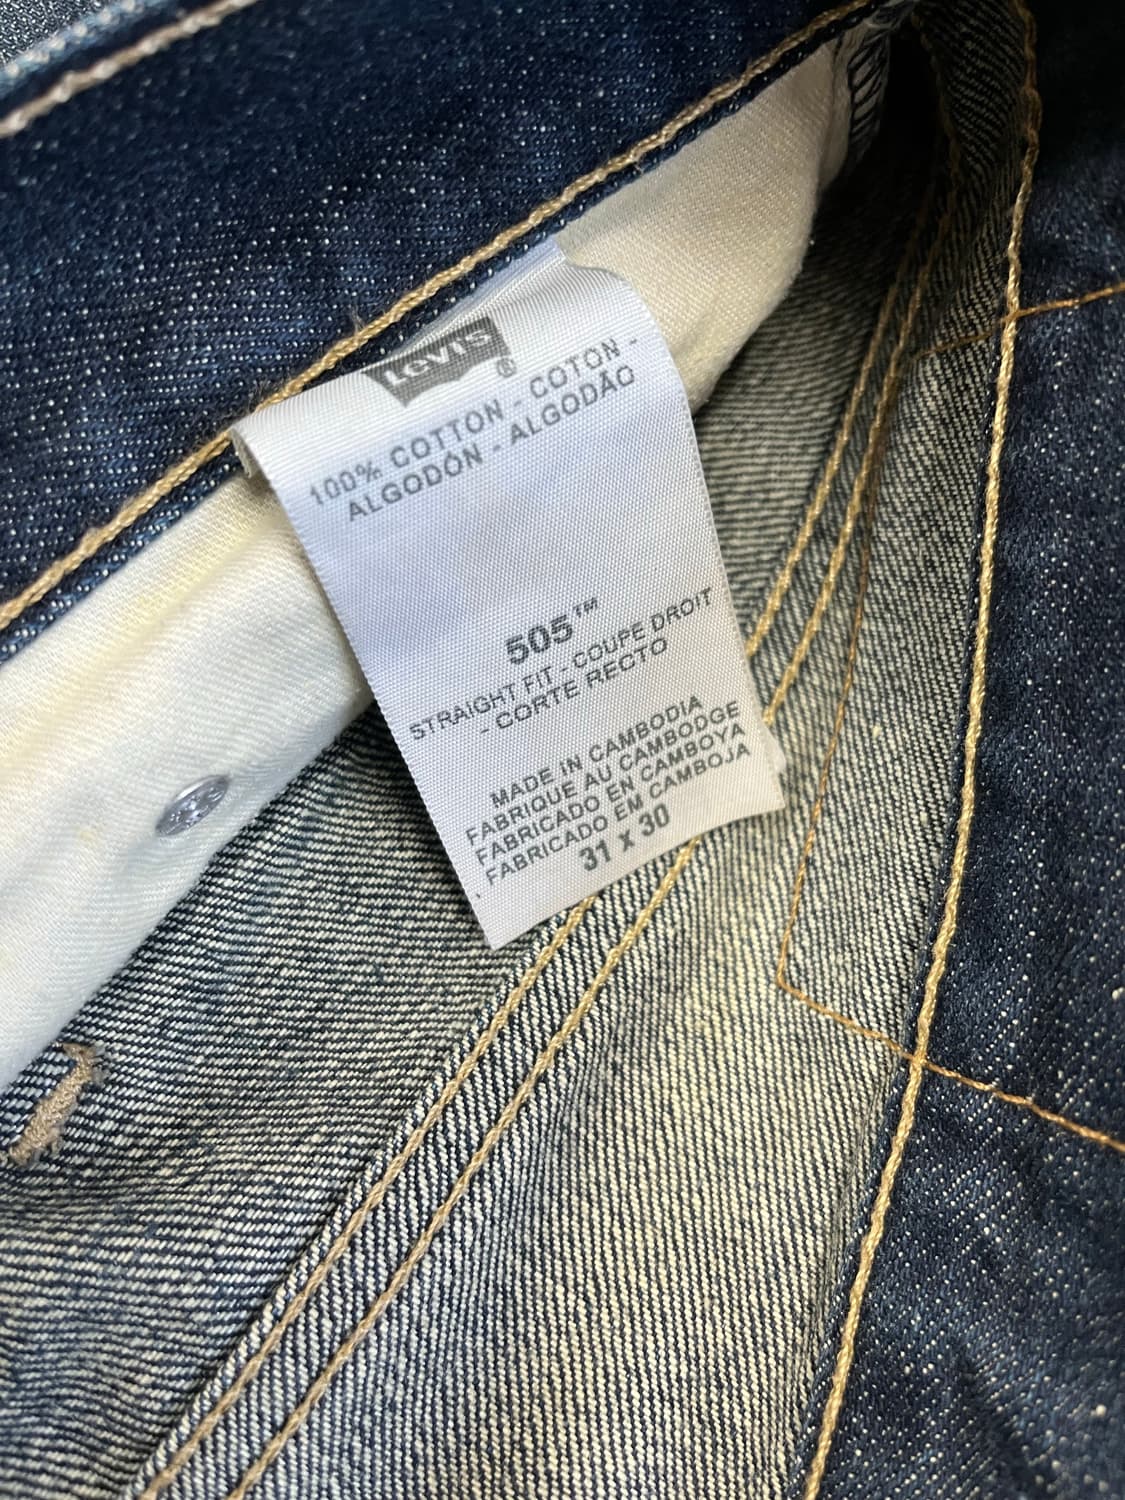 Levi's ®
100% COTTON - COTON -
ALGODÓN - ALGODÃO
505™
STRAIGHT FIT - COUPE DROIT
- CORTE RECTO
MADE IN CAMBODIA
FABRIQUE AU CAMBODGE
FABRICADO EN CAMBOYA
FABRICADO EM CAMBOJA
31 x 30